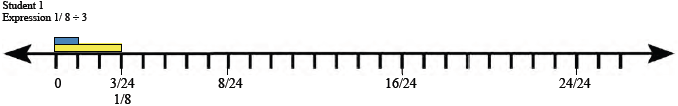 Student 1
Expression 1/ 8 ÷ 3
0 3/24 8/24 16/24 24/24
1/8